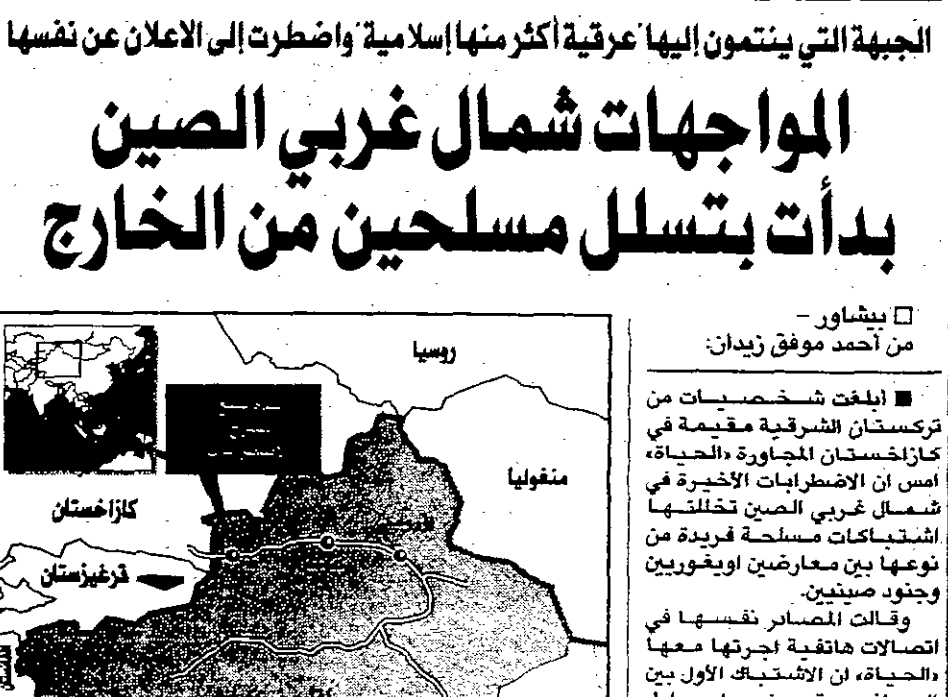 الجبهة التي ينتمون إليها "عرقية أكثر منها إسلامية" واضطرت إلى الاعلان عن نفسها
المواجهات شمال غربي الصين
بدأت بتسلل مسلحين من الخارج
□ بيشاور –
من أحمد موفق زيدان:
■ ابلغت شخصيات من
تركستان الشرقية مقيمة في
كازاخستان المجاورة «الحياة»
امس ان الاضطرابات الأخيرة في
شمال غربي الصين تخللتها
اشتباكات مسلحة فريدة من
نوعها بين معارضين اويغوريين
وجنود صينيين.
وقالت المصادر نفسها في
اتصالات هاتفية اجرتها معها
«الحياة» ان الاشتباك الأول بين
روسيا
منغوليا
كازاخستان
قرغيزستان